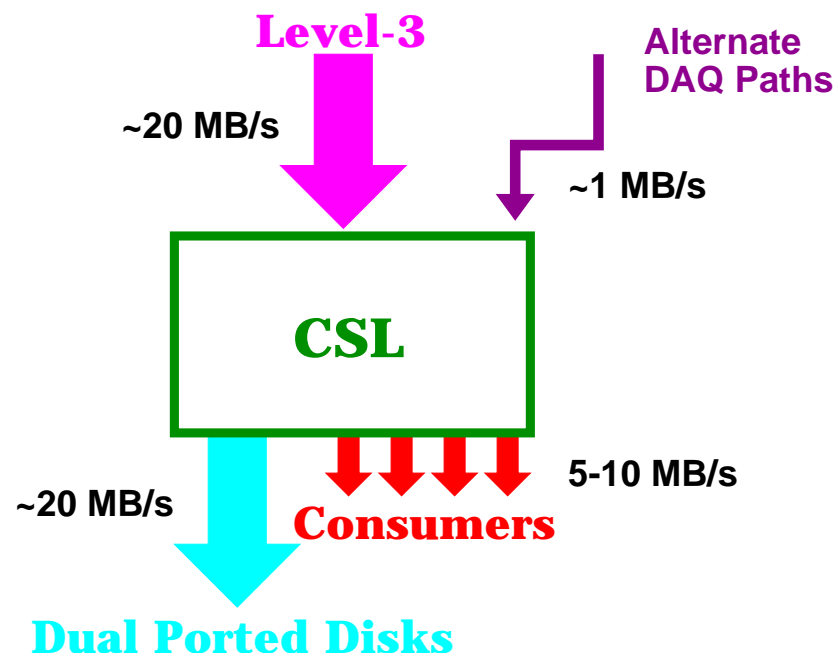 Level-3
Alternate
DAQ Paths
~20 MB/s
~1 MB/s
CSL
~20 MB/s
5-10 MB/s
Consumers
Dual Ported Disks